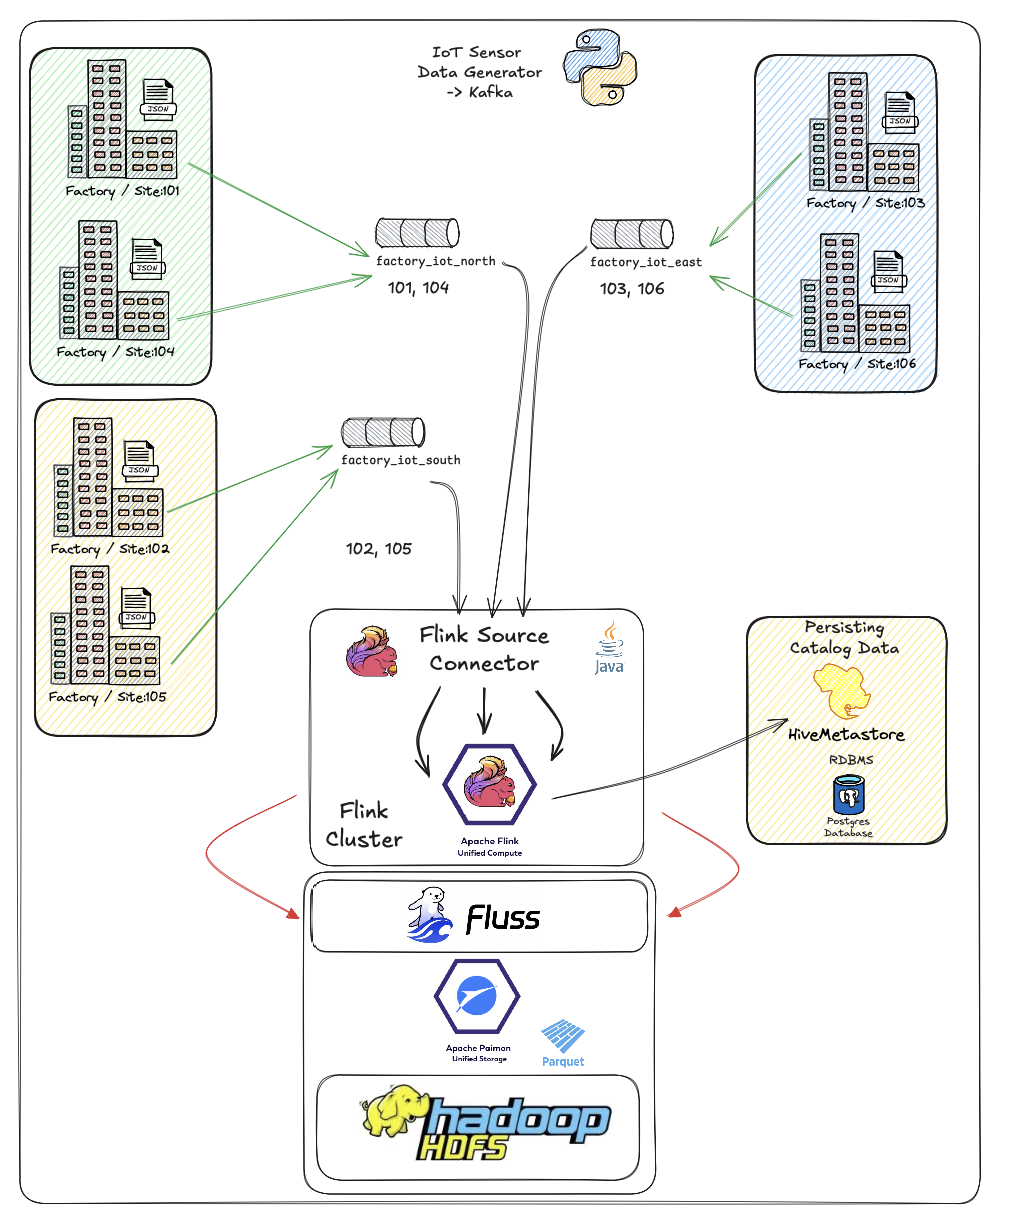 IoT Sensor
Data Generator
-> Kafka
JSON
Factory / Site:101
JSON
Factory / Site:104
JSON
Factory / Site:103
JSON
Factory / Site:106
factory_iot_north
101, 104
factory_iot_east
103, 106
JSON
Factory / Site:102
JSON
Factory / Site:105
factory_iot_south
102, 105
Flink Source
Connector
Java
Flink
Cluster
Apache Flink
Unified Compute
Persisting
Catalog Data
HiveMetastore
RDBMS
Postgres
Database
Fluss
Apache Paimon
Unified Storage
Parquet
hadoop
HDFS